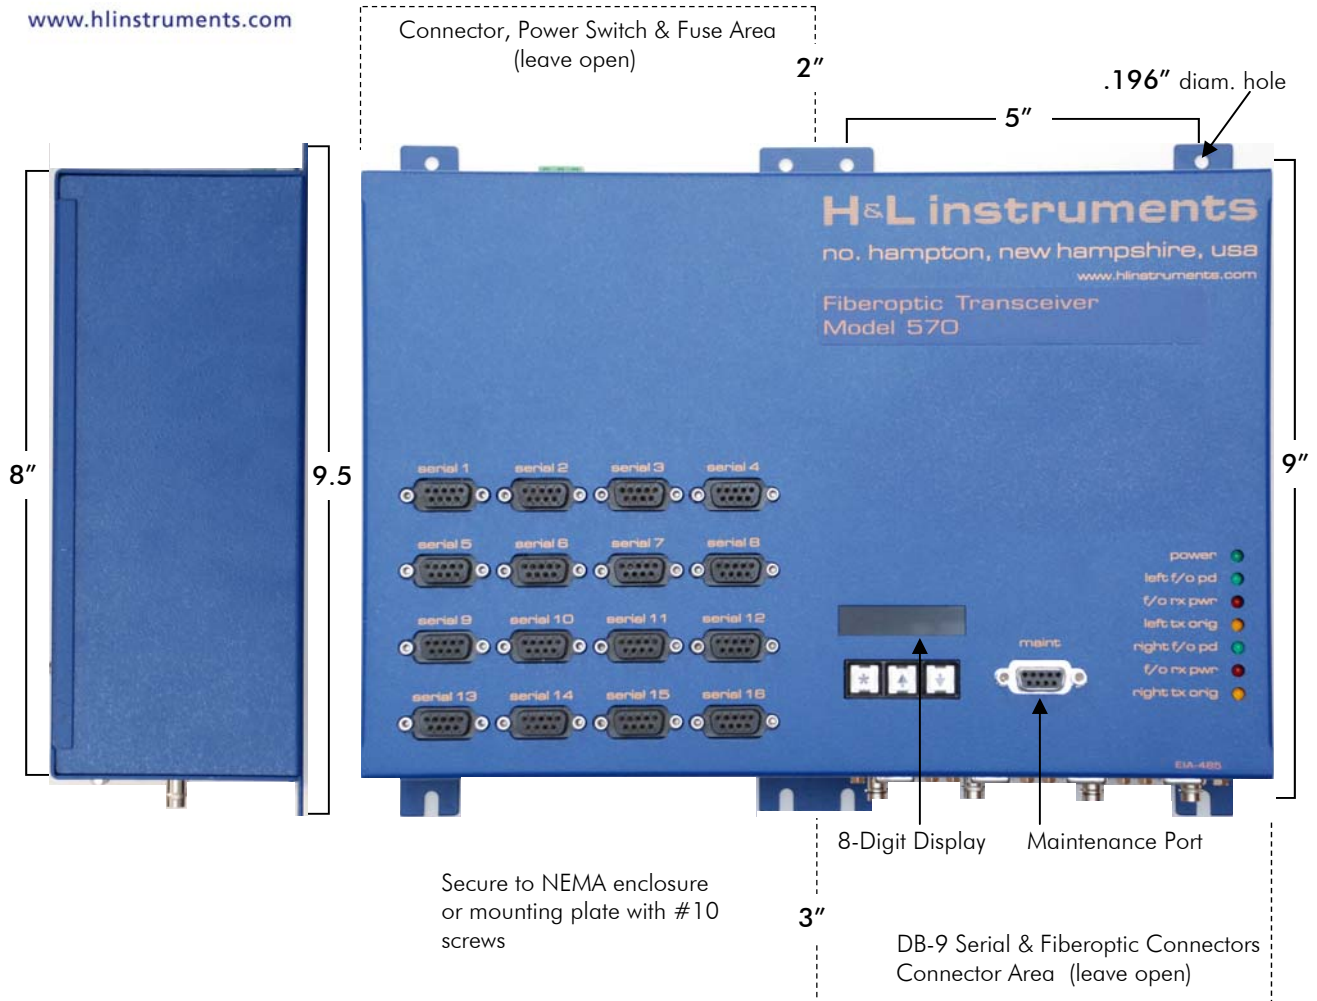 www.hlinstruments.com
Connector, Power Switch & Fuse Area
(leave open)
2”
.196” diam. hole
5”
H&L instruments
no. hampton, new hampshire, usa
www.hlinstruments.com
Fiberoptic Transceiver
Model 570
8”
9.5
9”
serial 1 serial 2 serial 3 serial 4
serial 5 serial 6 serial 7 serial 8
serial 9 serial 10 serial 11 serial 12
serial 13 serial 14 serial 15 serial 16
*
maint
power
left f/o pd
f/o rx pwr
left tx orig
right f/o pd
f/o rx pwr
right tx orig
EIA-485
8-Digit Display
Maintenance Port
Secure to NEMA enclosure
or mounting plate with #10
screws
3”
DB-9 Serial & Fiberoptic Connectors
Connector Area (leave open)